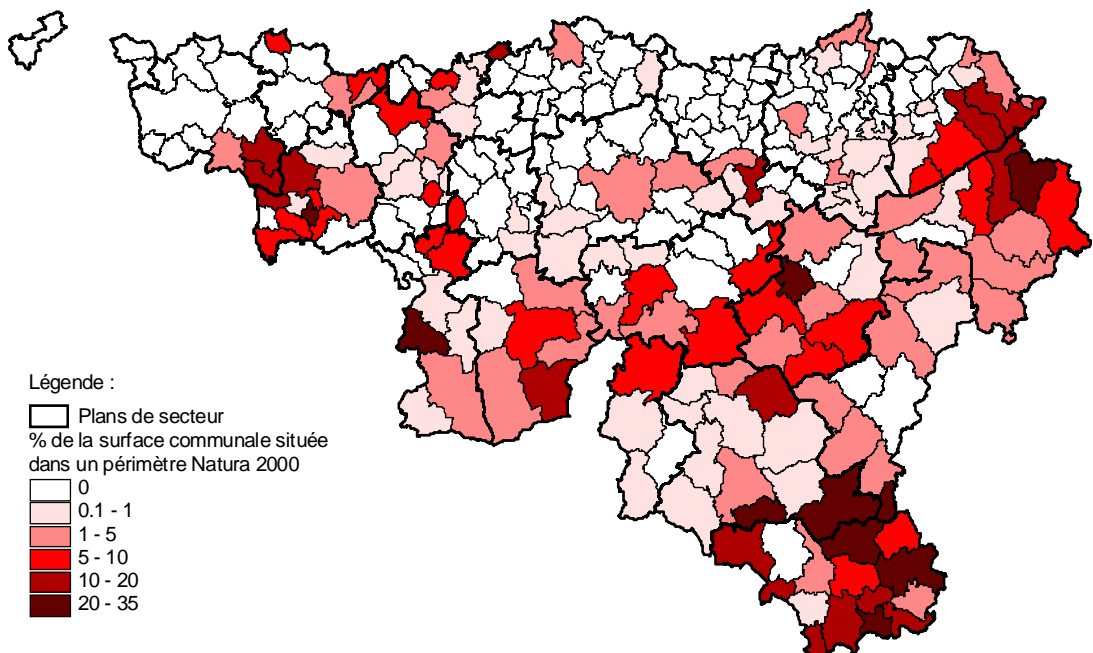 Légende :
Plans de secteur
% de la surface communale située
dans un périmètre Natura 2000
0
0.1 - 1
1 - 5
5 - 10
10 - 20
20 - 35